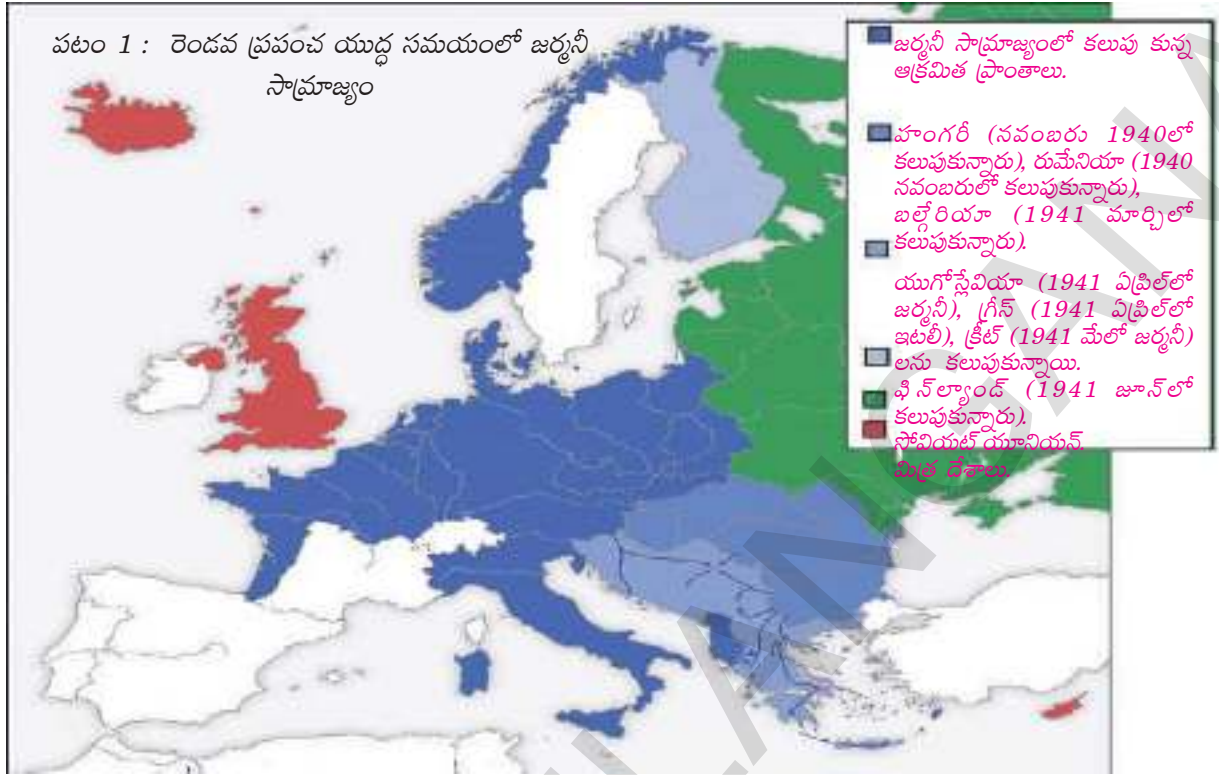 పటం 1 : రెండవ ప్రపంచ యుద్ధ సమయంలో జర్మనీ
సామ్రాజ్యం
జర్మనీ సామ్రాజ్యంలో కలుపు కున్న
ఆక్రమిత ప్రాంతాలు.
హంగరీ (నవంబరు 1940లో
కలుపుకున్నారు), రుమేనియా (1940
నవంబరులో కలుపుకున్నారు),
బల్గేరియా (1941 మార్చిలో
కలుపుకున్నారు).
యుగోస్లేవియా (1941 ఏప్రిల్‌లో
జర్మనీ), గ్రీస్ (1941 ఏప్రిల్‌లో
ఇటలీ), క్రీట్ (1941 మేలో జర్మనీ)
లను కలుపుకున్నాయి.
ఫిన్‌ల్యాండ్ (1941 జూన్‌లో
కలుపుకున్నారు).
సోవియట్ యూనియన్.
మిత్ర దేశాలు.